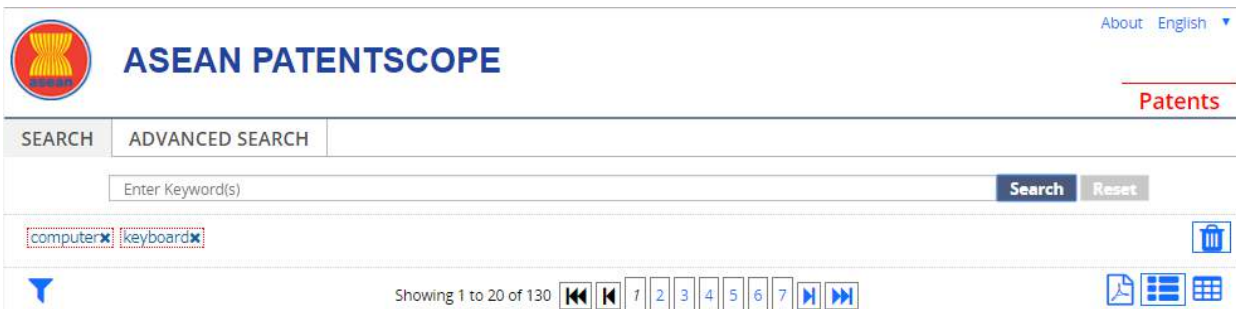 About English
asean
ASEAN PATENTSCOPE
Patents
SEARCH ADVANCED SEARCH
Enter Keyword(s) Search Reset
computer keyboard
Showing 1 to 20 of 130 1 2 3 4 5 6 7